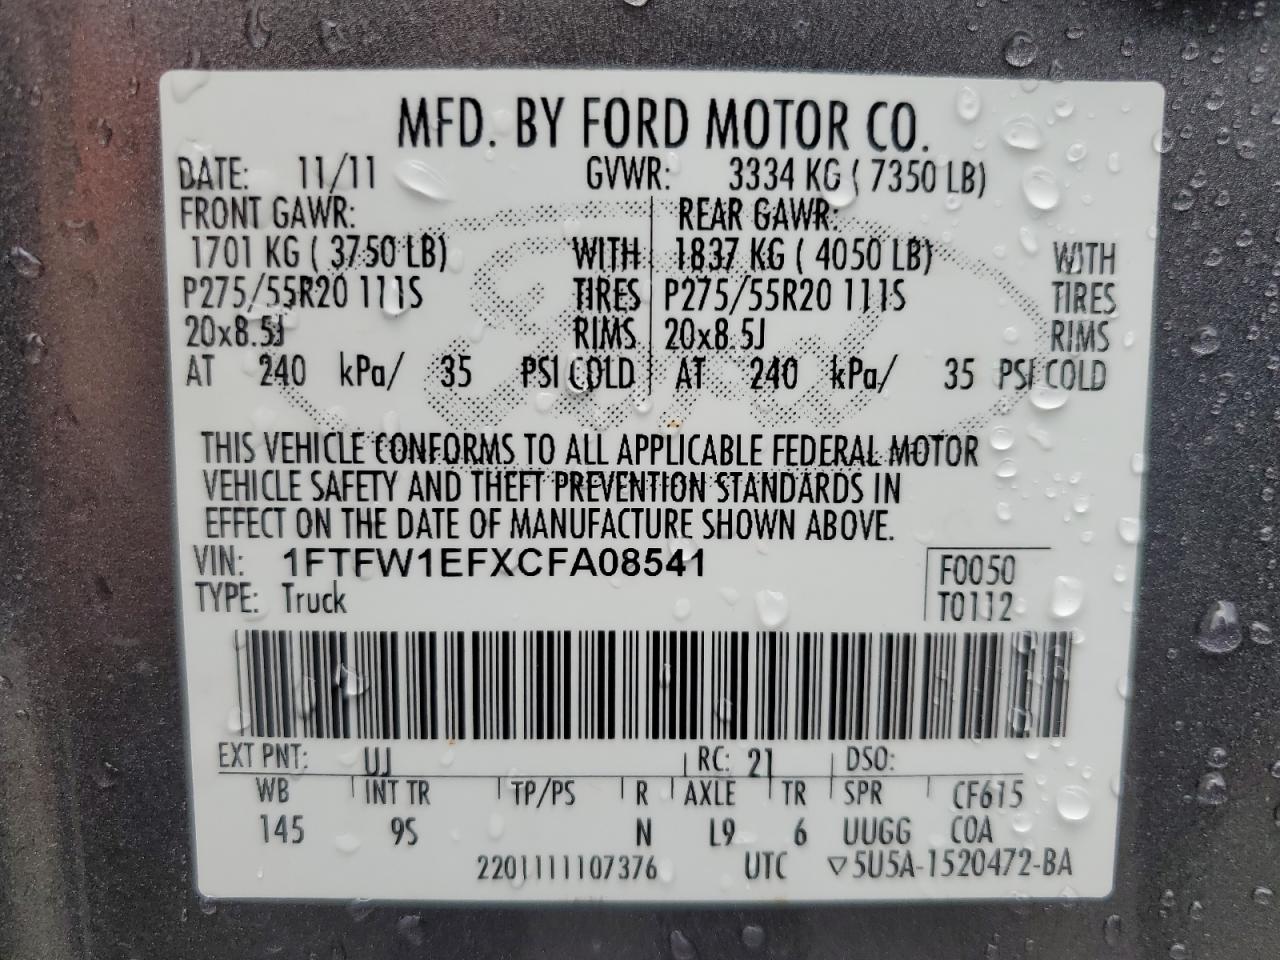 MFD. BY FORD MOTOR CO.
DATE: 11/11 GVWR: 3334 KG ( 7350 LB)
FRONT GAWR: REAR GAWR:
1701 KG ( 3750 LB) WITH 1837 KG ( 4050 LB) WITH
P275/55R20 111S TIRES P275/55R20 111S TIRES
20x8.5J RIMS 20x8.5J RIMS
AT 240 kPa/ 35 PSI COLD AT 240 kPa/ 35 PSI COLD
THIS VEHICLE CONFORMS TO ALL APPLICABLE FEDERAL MOTOR
VEHICLE SAFETY AND THEFT PREVENTION STANDARDS IN
EFFECT ON THE DATE OF MANUFACTURE SHOWN ABOVE.
VIN: 1FTFW1EFXCFA08541 F0050
TYPE: Truck T0112
EXT PNT: UJ RC: 21 DSO:
WB INT TR TP/PS R AXLE TR SPR CF615
145 9S N L9 6 UUGG COA
2201111107376 UTC ▽5U5A-1520472-BA